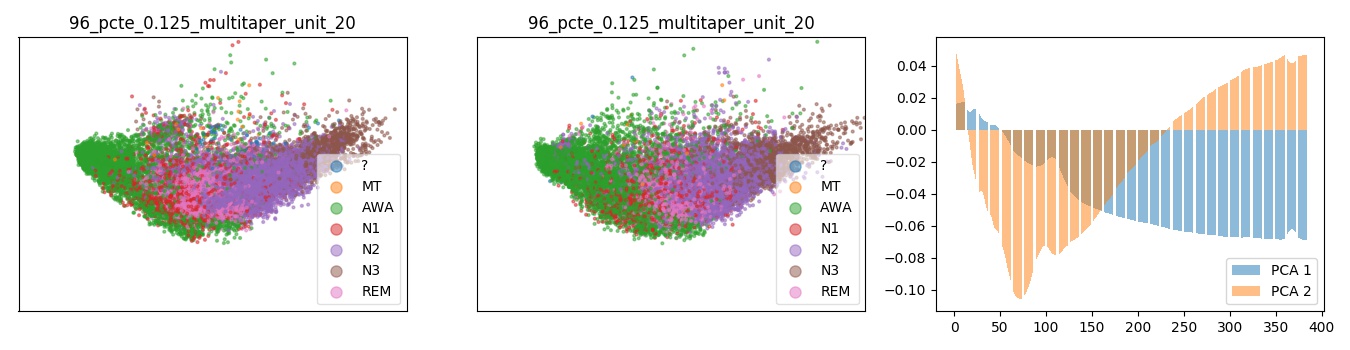 96_pcte_0.125_multitaper_unit_20
?
MT
AWA
N1
N2
N3
REM
96_pcte_0.125_multitaper_unit_20
?
MT
AWA
N1
N2
N3
REM
0.04
0.02
0.00
−0.02
−0.04
−0.06
−0.08
−0.10
0 50 100 150 200 250 300 350 400
PCA 1
PCA 2